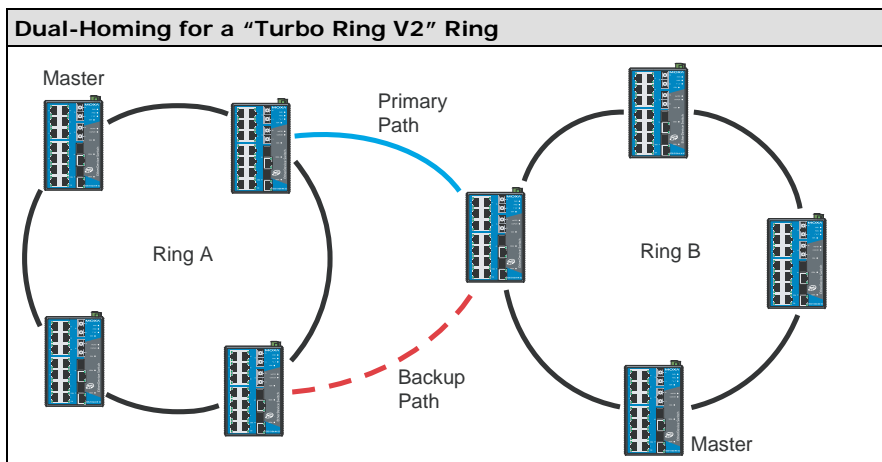 Dual-Homing for a “Turbo Ring V2” Ring
Master
Primary
Path
Ring A
Ring B
Backup
Path
Master